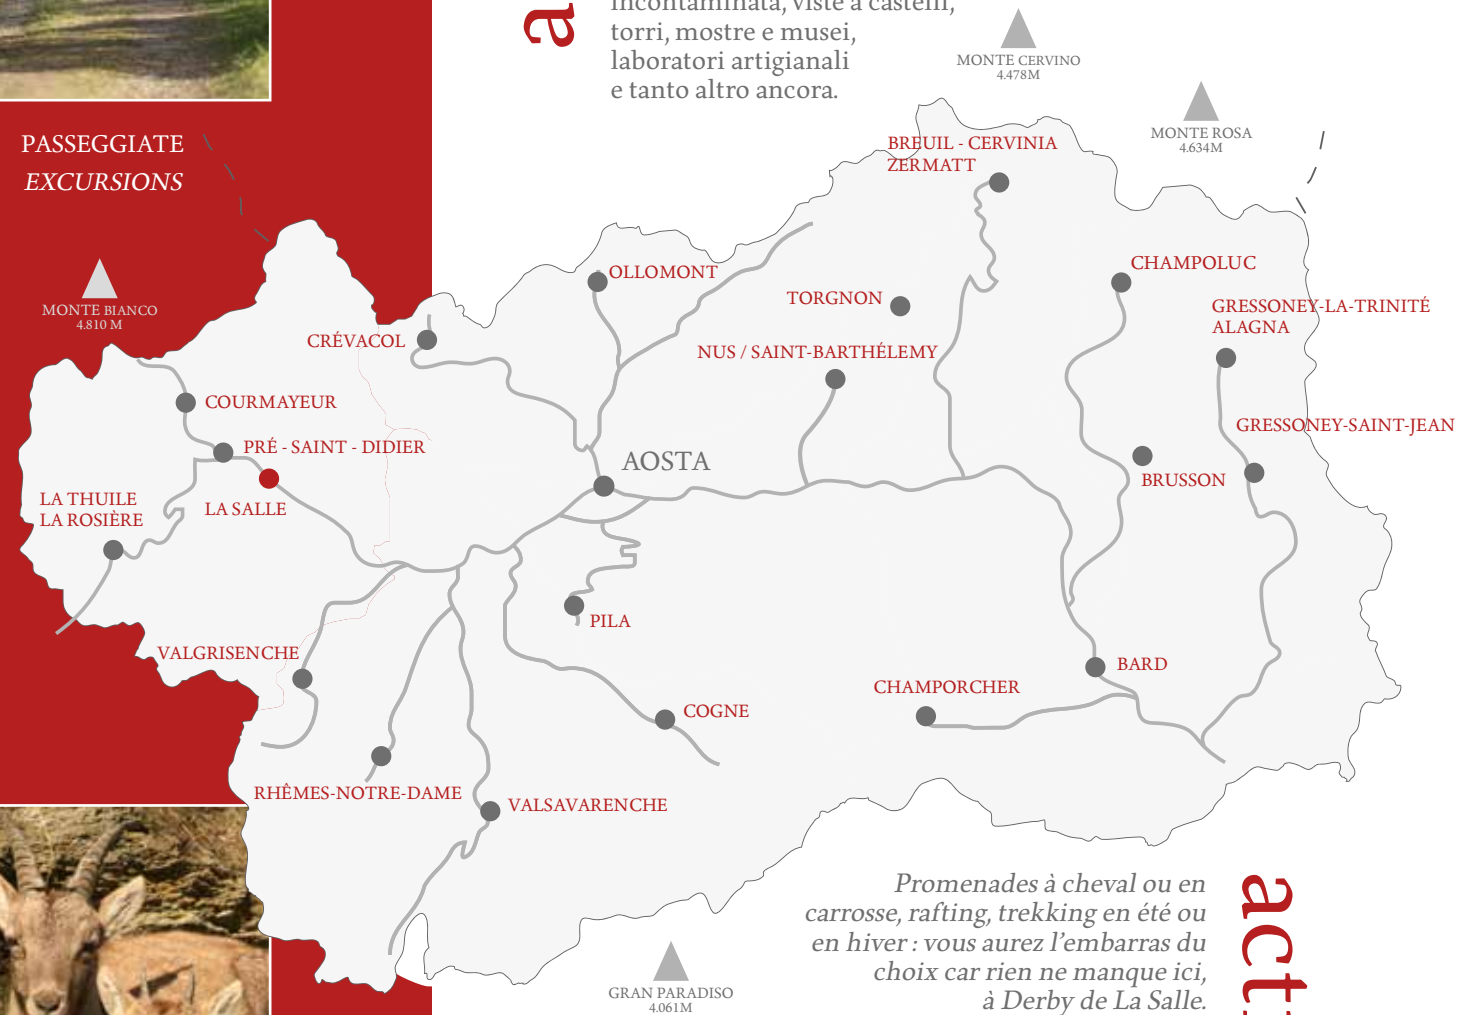 incontaminata, viste a castelli,
torri, mostre e musei,
laboratori artigianali
e tanto altro ancora.
a
MONTE CERVINO
4.478M
MONTE ROSA
4.634M
PASSEGGIATE
EXCURSIONS
MONTE BIANCO
4.810 M
BREUIL - CERVINIA
ZERMATT
OLLOMONT
TORGNON
CHAMPOLUC
GRESSONEY-LA-TRINITÉ
ALAGNA
CRÉVACOL
NUS / SAINT-BARTHÉLEMY
COURMAYEUR
PRÉ - SAINT - DIDIER
GRESSONEY-SAINT-JEAN
AOSTA
BRUSSON
LA THUILE
LA ROSIÈRE
LA SALLE
PILA
VALGRISENCHE
BARD
CHAMPORCHER
COGNE
RHÊMES-NOTRE-DAME
VALSAVARENCHE
GRAN PARADISO
4.061M
Promenades à cheval ou en
carrosse, rafting, trekking en été ou
en hiver : vous aurez l'embarras du
choix car rien ne manque ici,
à Derby de La Salle.
act